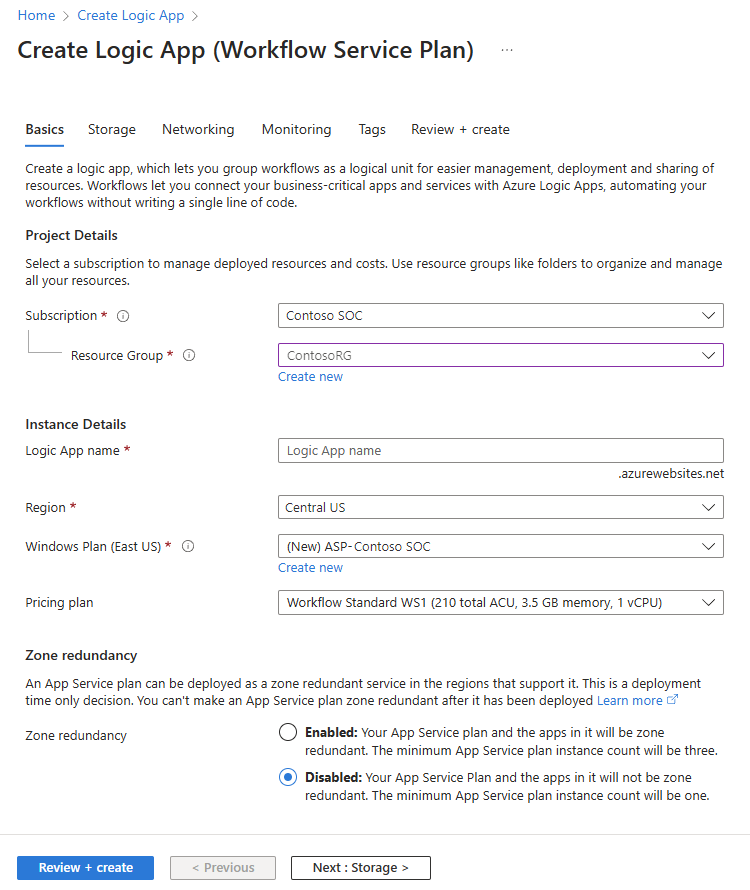 Home > Create Logic App >
Create Logic App (Workflow Service Plan) ...
Basics Storage Networking Monitoring Tags Review + create
Create a logic app, which lets you group workflows as a logical unit for easier management, deployment and sharing of
resources. Workflows let you connect your business-critical apps and services with Azure Logic Apps, automating your
workflows without writing a single line of code.
Project Details
Select a subscription to manage deployed resources and costs. Use resource groups like folders to organize and manage
all your resources.
Subscription * Contoso SOC
Resource Group * ContosoRG
Create new
Instance Details
Logic App name * Logic App name
.azurewebsites.net
Region * Central US
Windows Plan (East US) * (New) ASP-Contoso SOC
Create new
Pricing plan Workflow Standard WS1 (210 total ACU, 3.5 GB memory, 1 vCPU)
Zone redundancy
An App Service plan can be deployed as a zone redundant service in the regions that support it. This is a deployment
time only decision. You can't make an App Service plan zone redundant after it has been deployed Learn more
Zone redundancy Enabled: Your App Service plan and the apps in it will be zone
redundant. The minimum App Service plan instance count will be three.
Disabled: Your App Service Plan and the apps in it will not be zone
redundant. The minimum App Service plan instance count will be one.
Review + create < Previous Next : Storage >